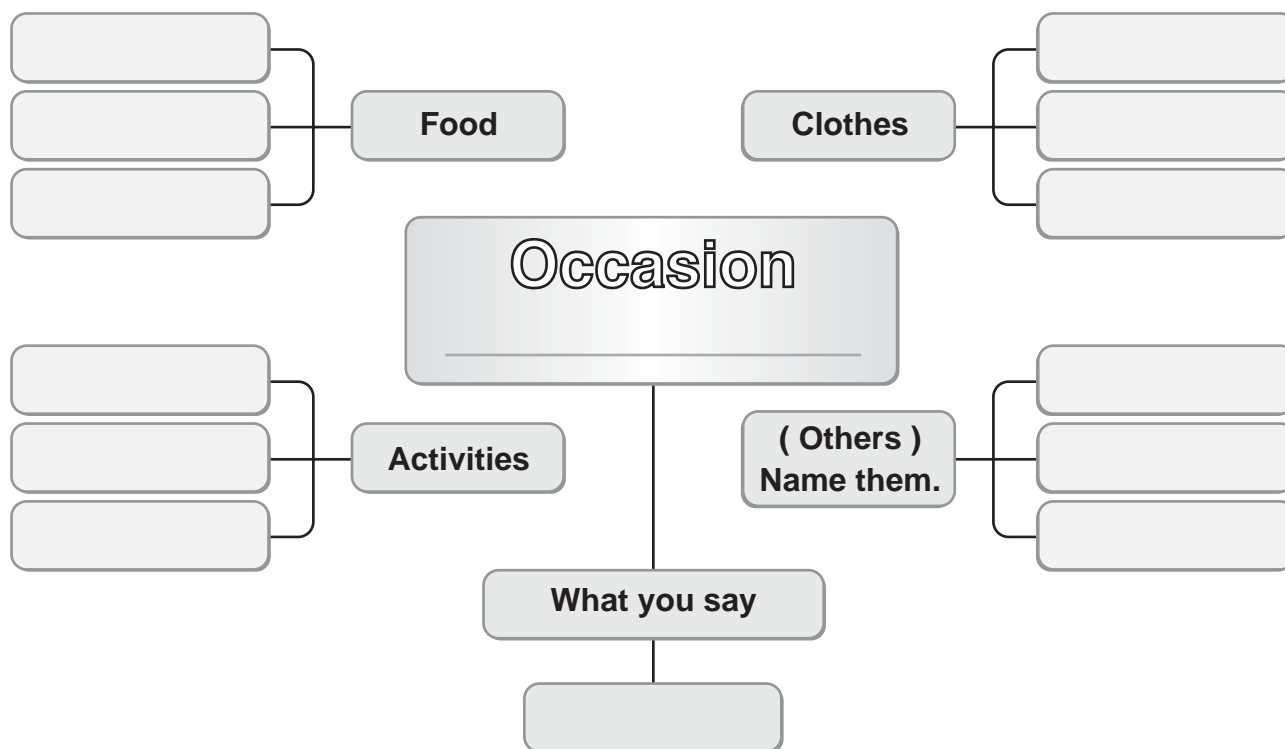 Food
Clothes
Occasion
Activities
( Others )
Name them.
What you say